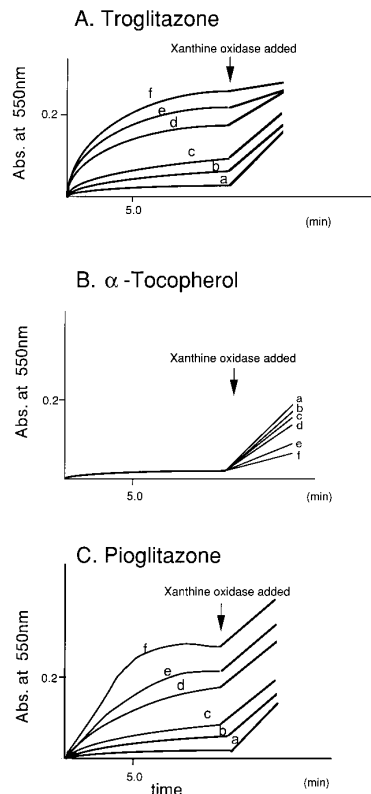 A. Troglitazone
Xanthine oxidase added
Abs. at 550nm
0.2
f
e
d
c
b
a
5.0
(min)
B. α -Tocopherol
Xanthine oxidase added
Abs. at 550nm
0.2
a
b
c
d
e
f
5.0
(min)
C. Pioglitazone
Xanthine oxidase added
Abs. at 550nm
0.2
f
e
d
c
b
a
5.0
(min)
time